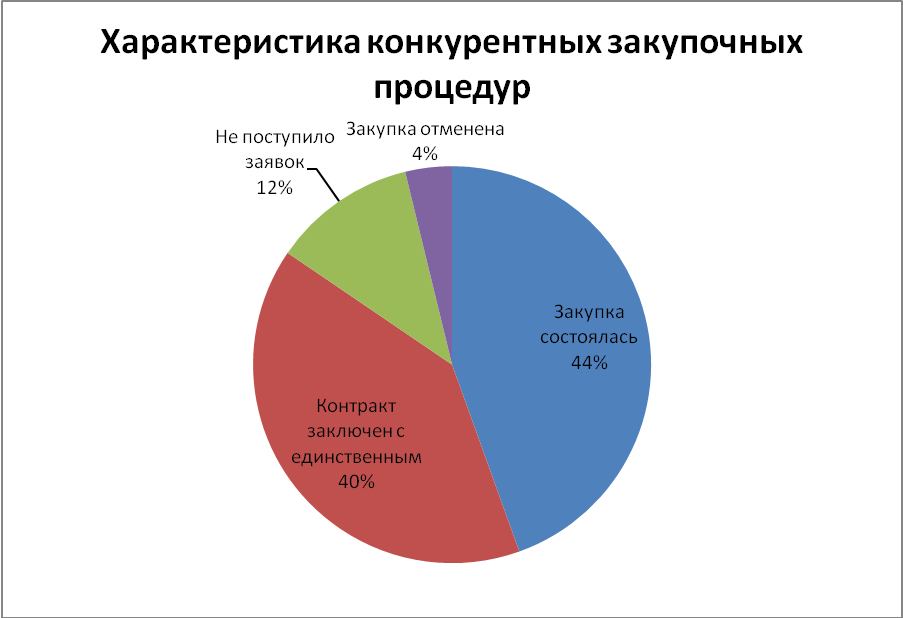 Характеристика конкурентных закупочных
процедур
Не поступило
заявок
12%
Закупка отменена
4%
Закупка
состоялась
44%
Контракт
заключен с
единственным
40%